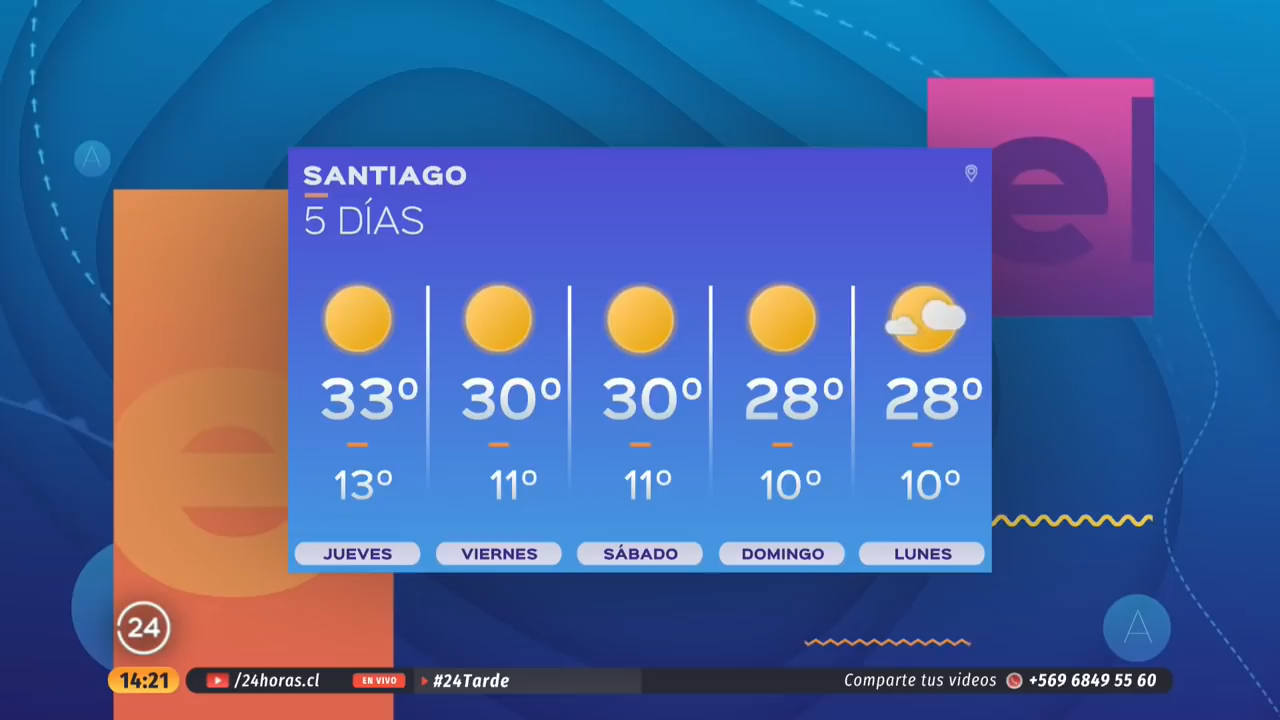 el
SANTIAGO
5 DÍAS
33° 30° 30° 28° 28°
13° 11° 11° 10° 10°
JUEVES VIERNES SÁBADO DOMINGO LUNES
e
A
A
24
14:21 /24horas.cl EN VIVO #24Tarde Comparte tus videos +569 6849 55 60